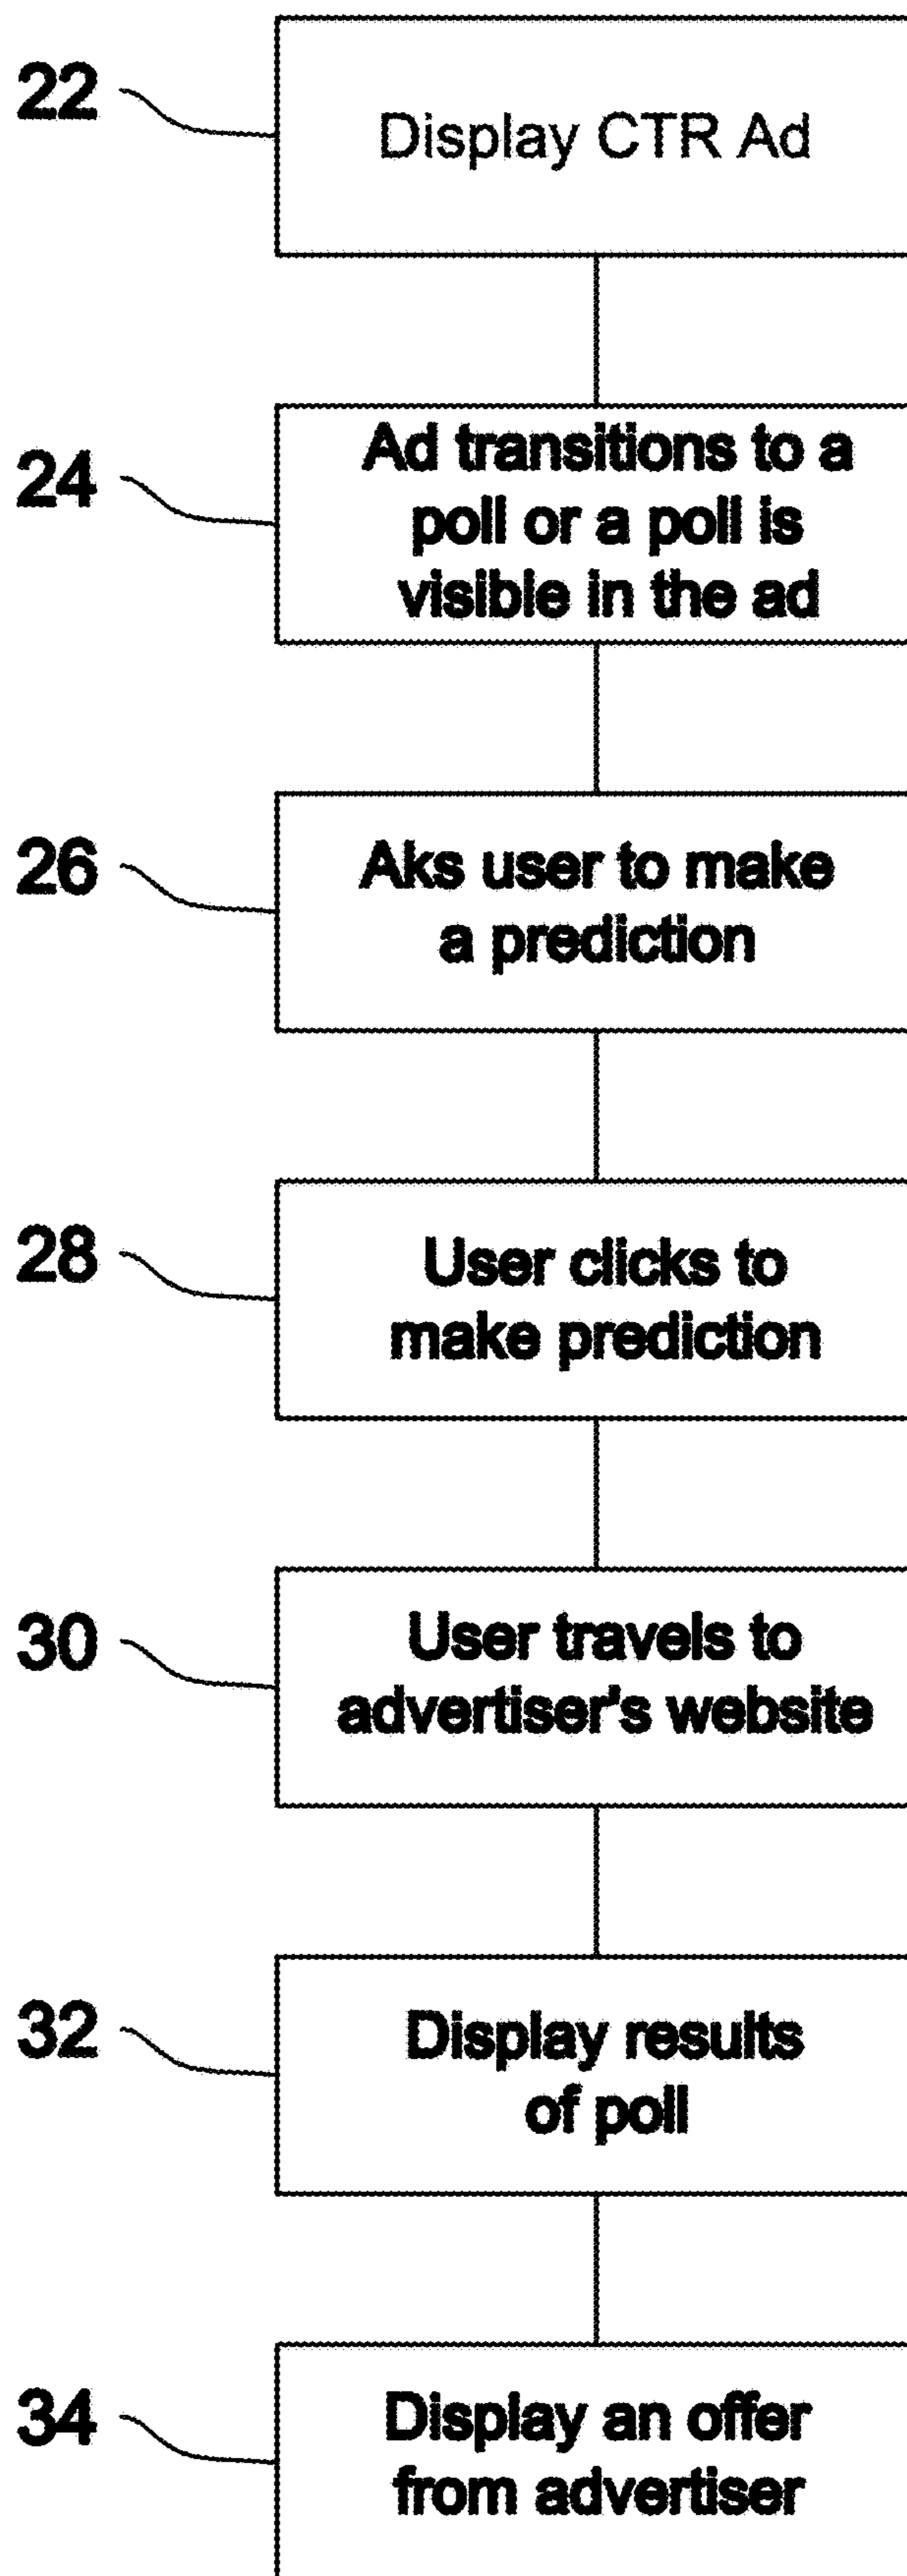 22
Display CTR Ad
24
Ad transitions to a
poll or a poll is
visible in the ad
26
Aks user to make
a prediction
28
User clicks to
make prediction
30
User travels to
advertiser's website
32
Display results
of poll
34
Display an offer
from advertiser